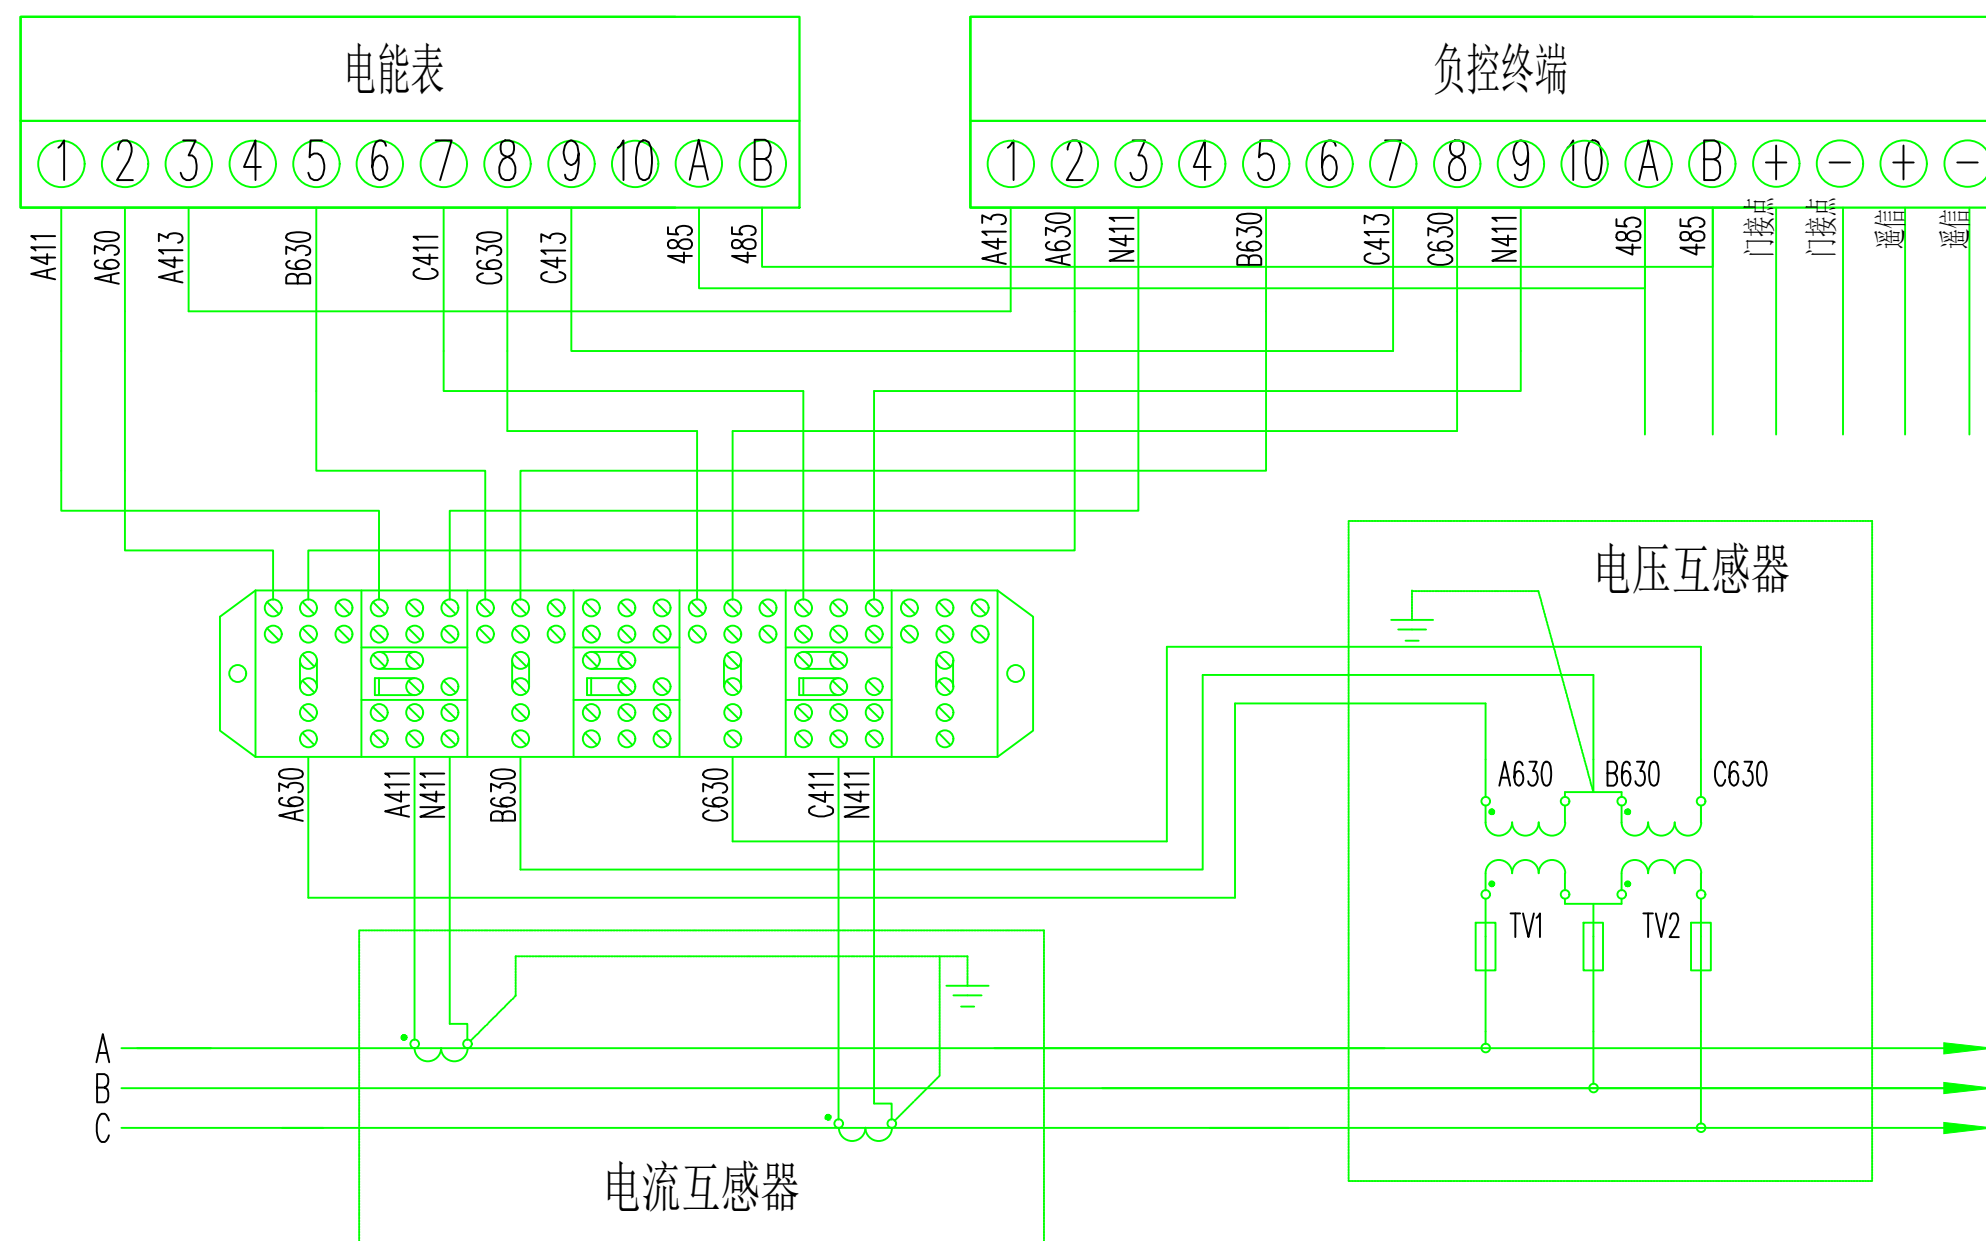 电能表
负控终端
1 2 3 4 5 6 7 8 9 10 A B
1 2 3 4 5 6 7 8 9 10 A B + − + −
A411 A630 A413 B630 C411 C630 C413 485 485
A413 A630 N411 B630 C413 C630 N411 485 485 门接点 门接点 遥信 遥信
电压互感器
A630 A411 N411 B630 C630 C411 N411
A630 B630 C630
TV1 TV2
A
B
C
电流互感器